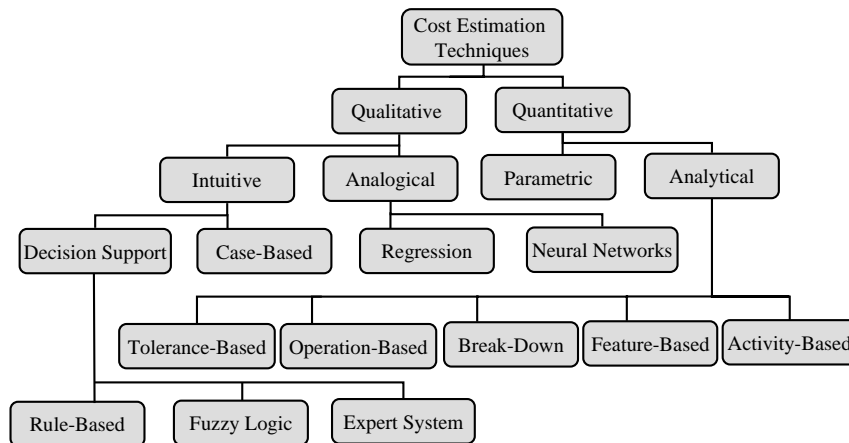 Cost Estimation
Techniques
Qualitative
Quantitative
Intuitive
Analogical
Parametric
Analytical
Decision Support
Case-Based
Regression
Neural Networks
Tolerance-Based
Operation-Based
Break-Down
Feature-Based
Activity-Based
Rule-Based
Fuzzy Logic
Expert System